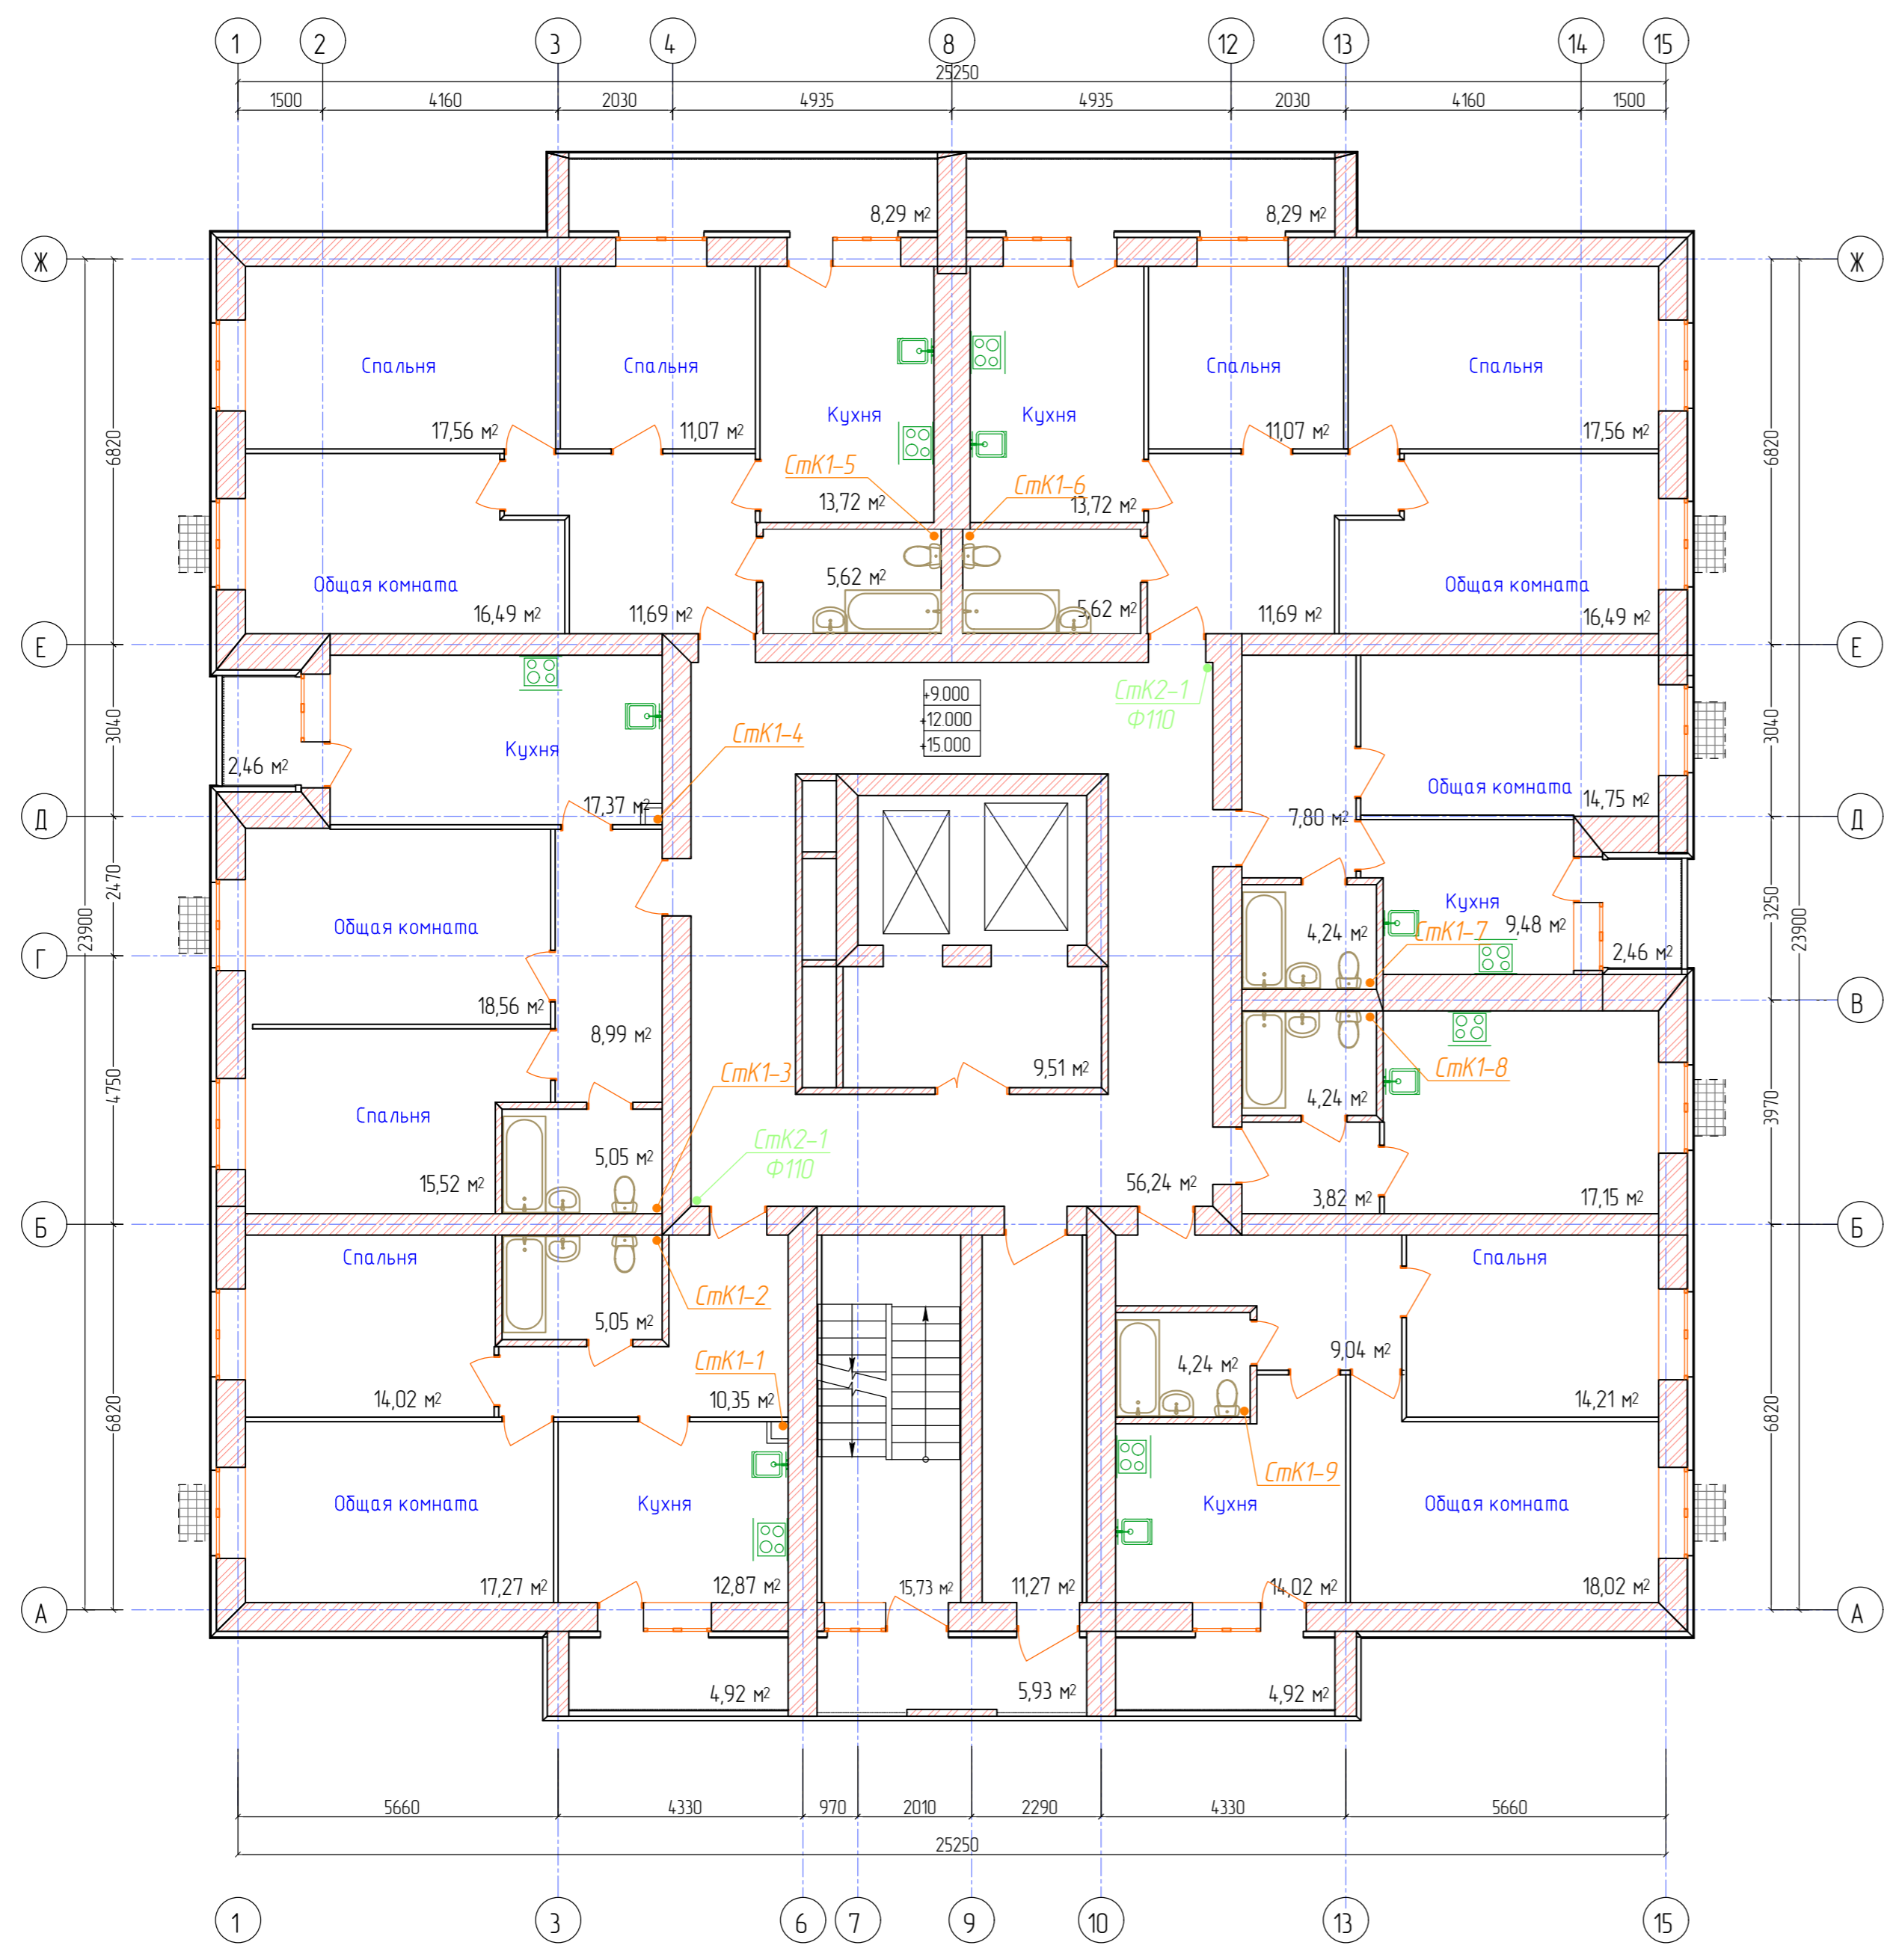 1 2 3 4 8 12 13 14 15
25250
1500 4160 2030 4935 4935 2030 4160 1500
8,29 м2 8,29 м2
Ж Ж
Спальня Спальня Спальня Спальня
Кухня Кухня
17,56 м2 11,07 м2 11,07 м2 17,56 м2
6820 6820
СтК1-5 СтК1-6
13,72 м2 13,72 м2
Общая комната 5,62 м2 Общая комната
16,49 м2 11,69 м2 5,62 м2 11,69 м2 16,49 м2
Е Е
+9.000
СтК2-1
+12.000
Ф110
+15.000
3040 3040
СтК1-4
Кухня
2,46 м2
17,37 м2
Общая комната
14,75 м2
7,80 м2
Д Д
2470 3250
23900 23900
Общая комната
Кухня
4,24 м2 СтК1-7 9,48 м2
2,46 м2
Г
18,56 м2
В
8,99 м2
9,51 м2
СтК1-3
СтК1-8
4750 3970
4,24 м2
Спальня
СтК2-1
Ф110
5,05 м2
15,52 м2
56,24 м2
3,82 м2
17,15 м2
Б Б
Спальня Спальня
СтК1-2
5,05 м2
СтК1-1
9,04 м2
4,24 м2
14,02 м2 10,35 м2 14,21 м2
6820 6820
СтК1-9
Общая комната Кухня Кухня Общая комната
17,27 м2 12,87 м2 15,73 м2 11,27 м2 14,02 м2 18,02 м2
А А
4,92 м2 5,93 м2 4,92 м2
5660 4330 970 2010 2290 4330 5660
25250
1 3 6 7 9 10 13 15